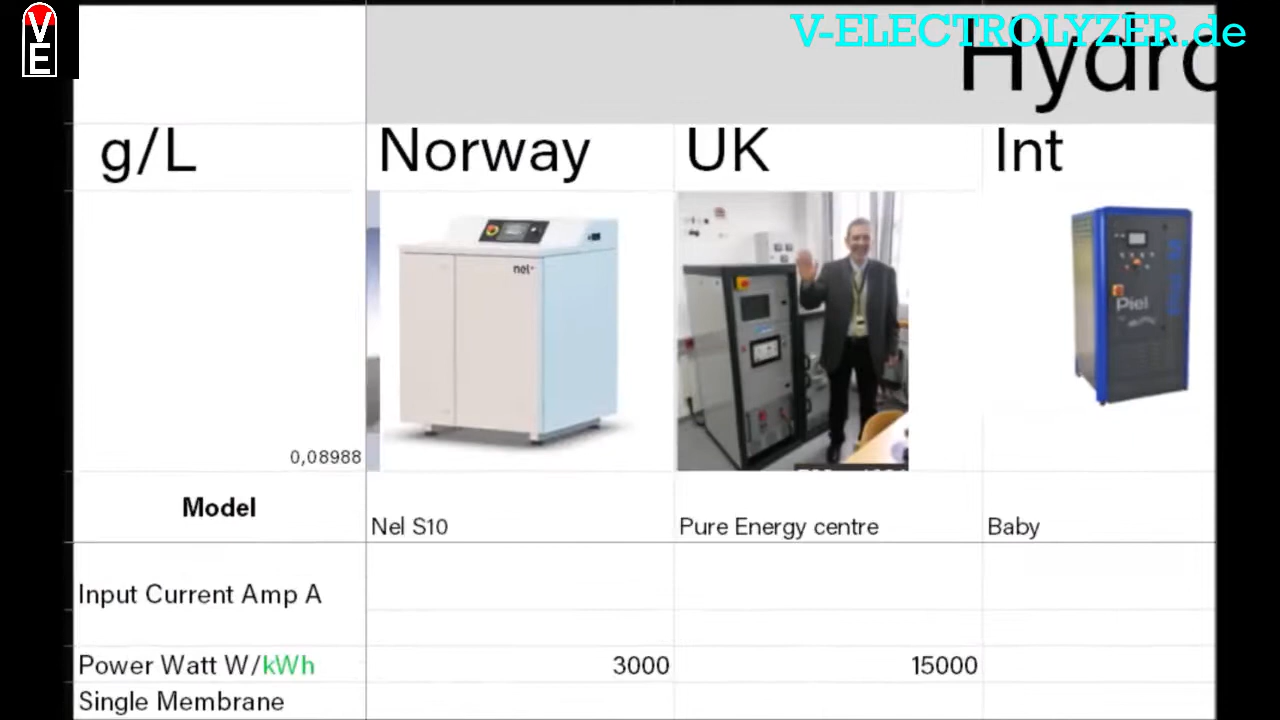 V
E
V-ELECTROLYZER.de
Hydro
g/L
Norway
UK
Int
nel
Piel
0,08988
Model
Nel S10
Pure Energy centre
Baby
Input Current Amp A
Power Watt W/kWh
3000
15000
Single Membrane